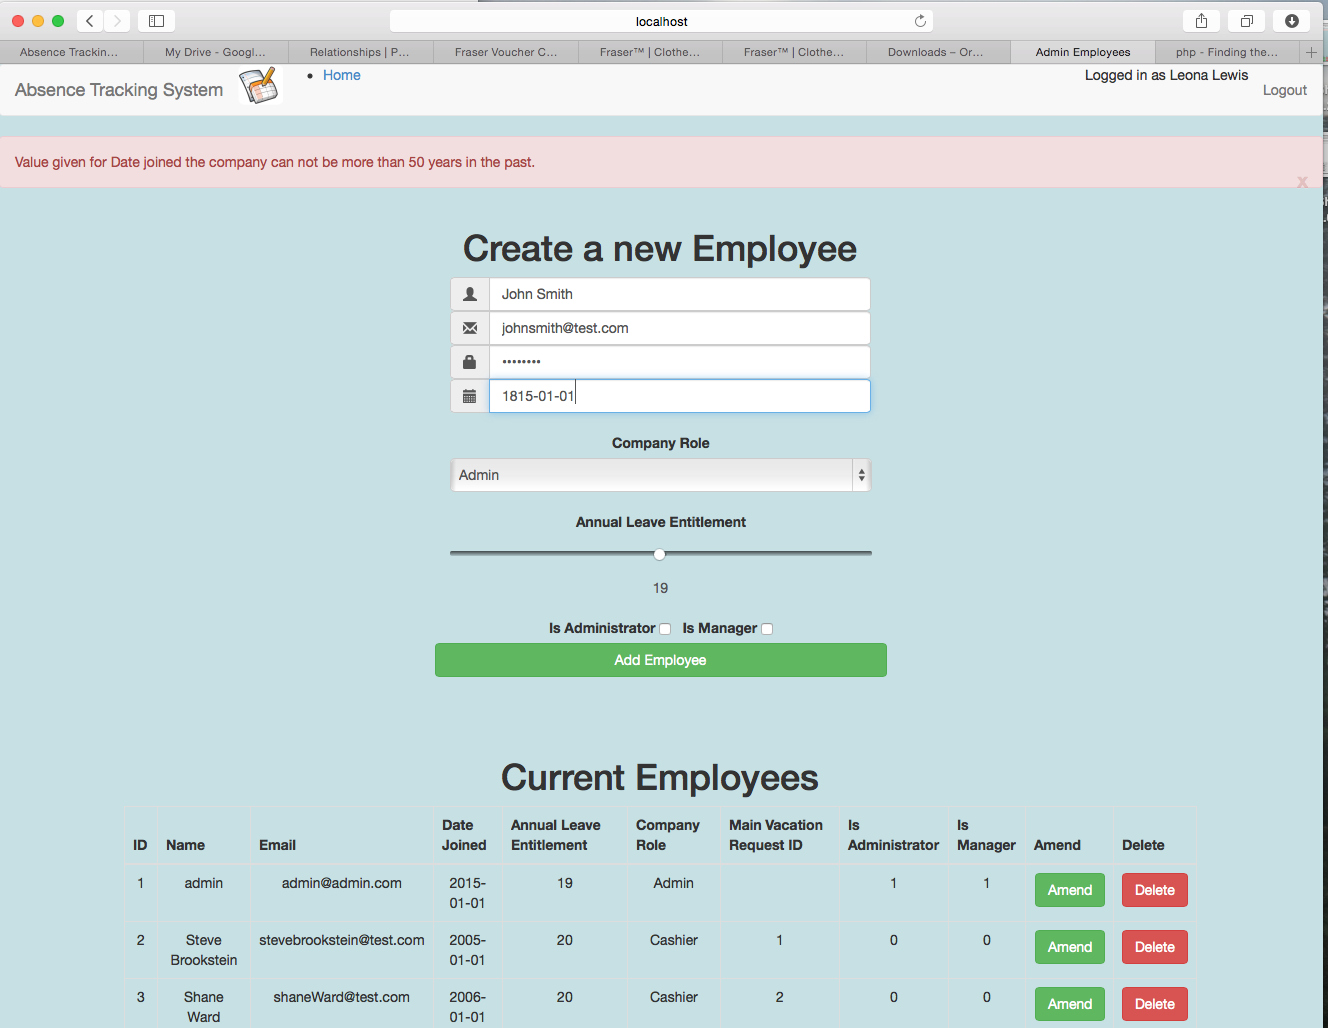 localhost
Absence Trackin...
My Drive - Googl...
Relationships | P...
Fraser Voucher C...
Fraser™ | Clothe...
Fraser™ | Clothe...
Downloads – Or...
Admin Employees
php - Finding the...
Absence Tracking System
Home
Logged in as Leona Lewis
Logout
Value given for Date joined the company can not be more than 50 years in the past.
x
Create a new Employee
John Smith
johnsmith@test.com
••••••••
1815-01-01
Company Role
Admin
Annual Leave Entitlement
19
Is Administrator Is Manager
Add Employee
Current Employees
ID Name Email Date Joined Annual Leave Entitlement Company Role Main Vacation Request ID Is Administrator Is Manager Amend Delete
1 admin admin@admin.com 2015-01-01 19 Admin 1 1 Amend Delete
2 Steve Brookstein stevebrookstein@test.com 2005-01-01 20 Cashier 1 0 0 Amend Delete
3 Shane Ward shaneWard@test.com 2006-01-01 20 Cashier 2 0 0 Amend Delete